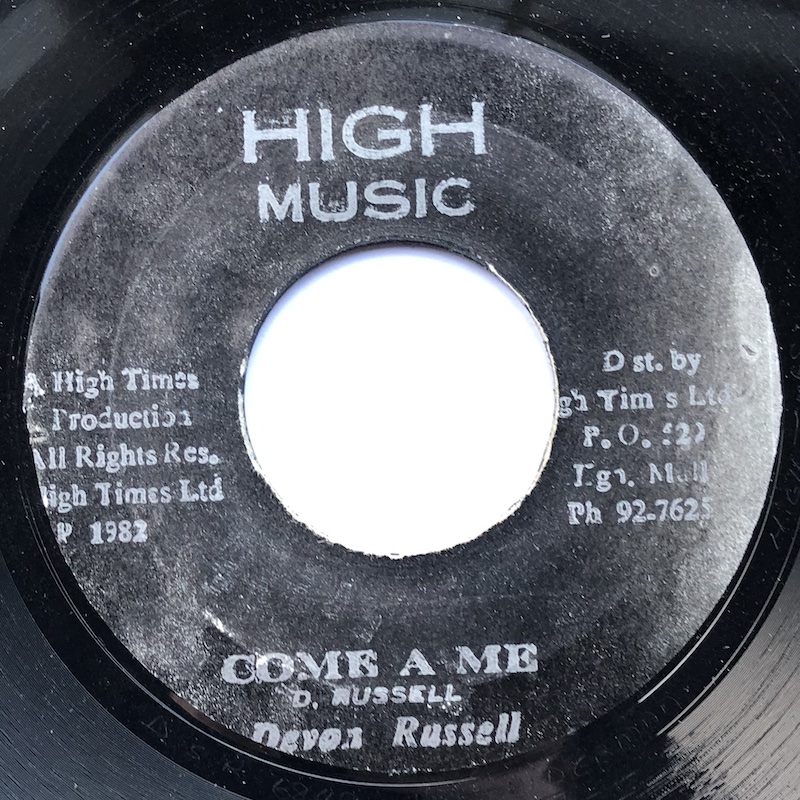 HIGH
MUSIC
A High Times
Production
All Rights Res.
High Times Ltd
P 1982
D st. by
gh Tim s Ltd
P. O.
Ph 92-7625
COME A ME
D. RUSSELL
Devon Russell